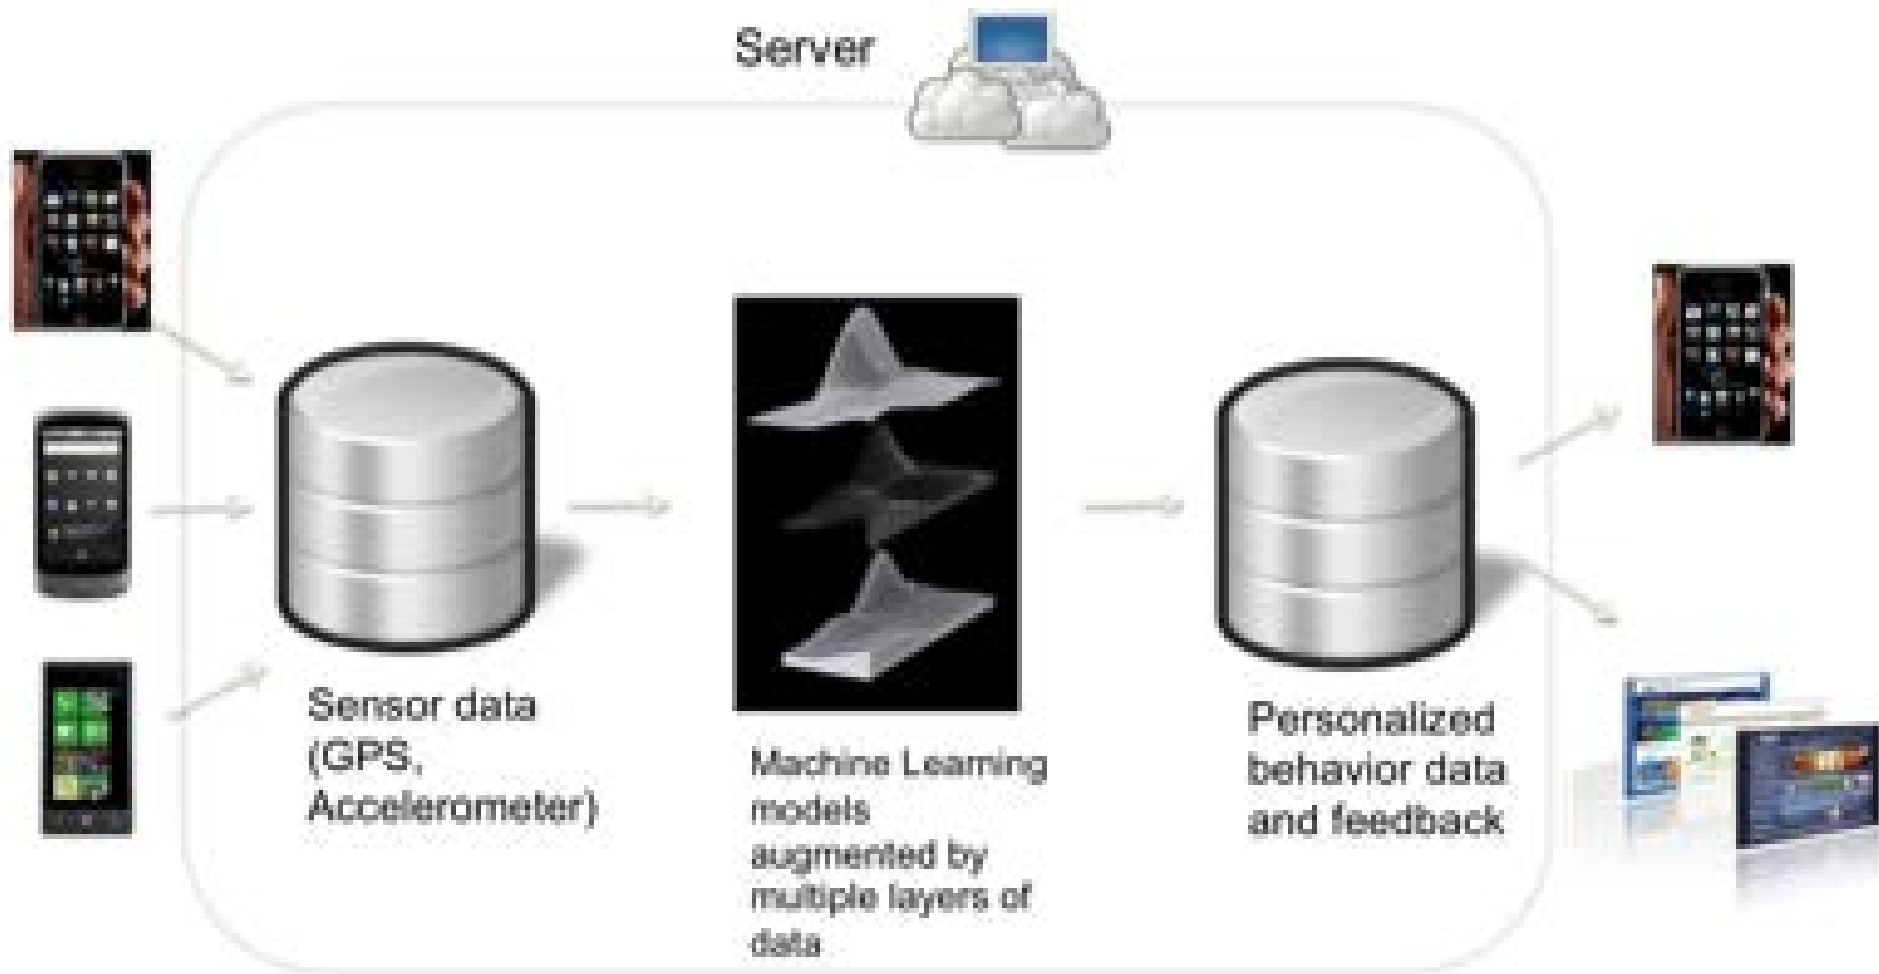 Server
Sensor data
(GPS,
Accelerometer)
Machine Learning
models
augmented by
multiple layers of
data
Personalized
behavior data
and feedback